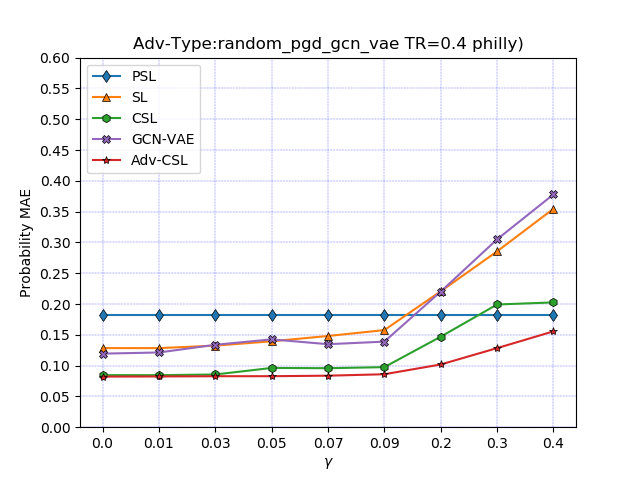 Adv-Type:random_pgd_gcn_vae TR=0.4 philly)
0.60
0.55
0.50
0.45
0.40
0.35
0.30
0.25
0.20
0.15
0.10
0.05
0.00
Probability MAE
PSL
SL
CSL
GCN-VAE
Adv-CSL
0.0 0.01 0.03 0.05 0.07 0.09 0.2 0.3 0.4
γ